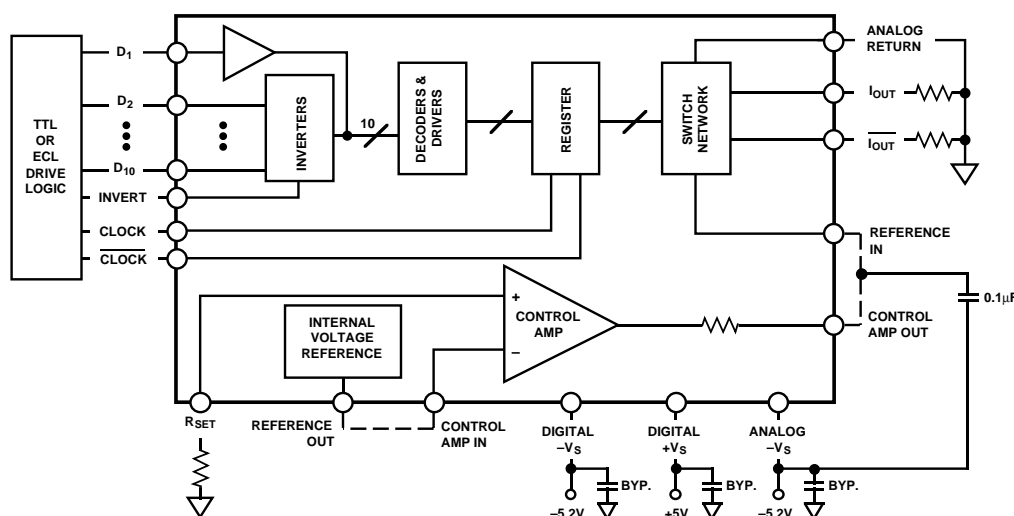 TTL
OR
ECL
DRIVE
LOGIC
D1
D2
D10
INVERT
CLOCK
CLOCK
INVERTERS
10
DECODERS &
DRIVERS
REGISTER
SWITCH
NETWORK
ANALOG
RETURN
IOUT
IOUT
REFERENCE
IN
0.1µF
CONTROL
AMP OUT
+
CONTROL
AMP
–
INTERNAL
VOLTAGE
REFERENCE
RSET
REFERENCE
OUT
CONTROL
AMP IN
DIGITAL
–VS
BYP.
–5.2V
DIGITAL
+VS
BYP.
+5V
ANALOG
–VS
BYP.
–5.2V